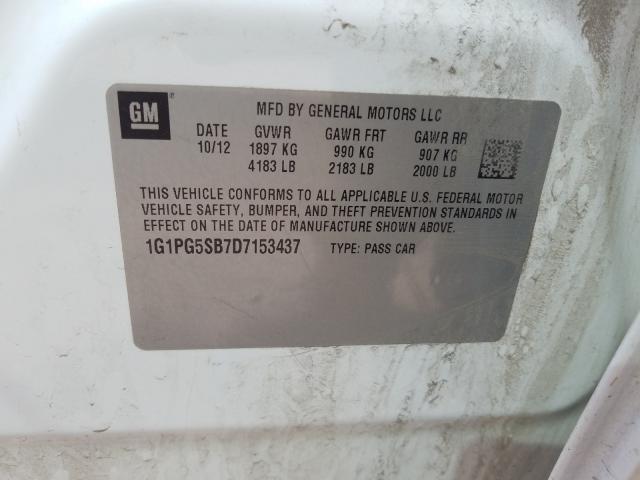 GM
®
MFD BY GENERAL MOTORS LLC
DATE GVWR GAWR FRT GAWR RR
10/12 1897 KG 990 KG 907 KG
4183 LB 2183 LB 2000 LB
THIS VEHICLE CONFORMS TO ALL APPLICABLE U.S. FEDERAL MOTOR
VEHICLE SAFETY, BUMPER, AND THEFT PREVENTION STANDARDS IN
EFFECT ON THE DATE OF MANUFACTURE SHOWN ABOVE.
1G1PG5SB7D7153437 TYPE: PASS CAR